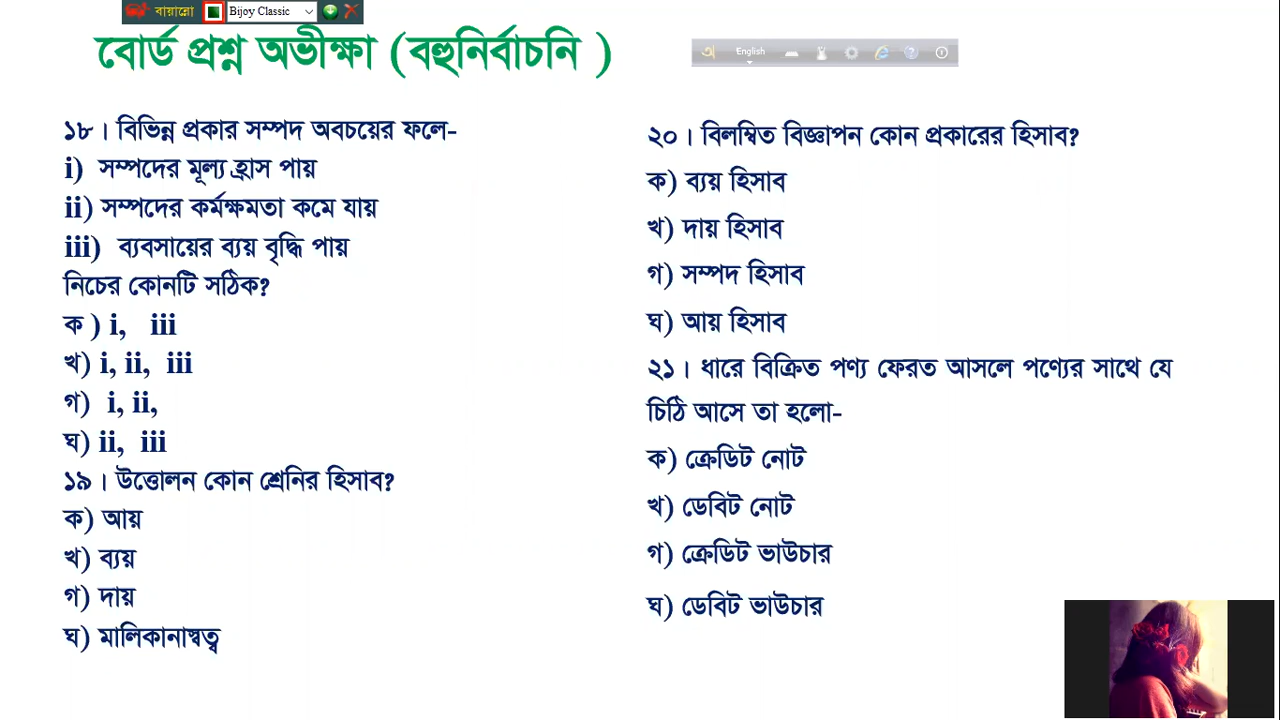 বায়ান্নো
Bijoy Classic
English
বোর্ড প্রশ্ন অভীক্ষা (বহুনির্বাচনি )
১৮। বিভিন্ন প্রকার সম্পদ অবচয়ের ফলে-
i) সম্পদের মূল্য হ্রাস পায়
ii) সম্পদের কর্মক্ষমতা কমে যায়
iii) ব্যবসায়ের ব্যয় বৃদ্ধি পায়
নিচের কোনটি সঠিক?
ক ) i, iii
খ) i, ii, iii
গ) i, ii,
ঘ) ii, iii
১৯। উত্তোলন কোন শ্রেনির হিসাব?
ক) আয়
খ) ব্যয়
গ) দায়
ঘ) মালিকানাস্বত্ব
২০। বিলম্বিত বিজ্ঞাপন কোন প্রকারের হিসাব?
ক) ব্যয় হিসাব
খ) দায় হিসাব
গ) সম্পদ হিসাব
ঘ) আয় হিসাব
২১। ধারে বিক্রিত পণ্য ফেরত আসলে পণ্যের সাথে যে
চিঠি আসে তা হলো-
ক) ক্রেডিট নোট
খ) ডেবিট নোট
গ) ক্রেডিট ভাউচার
ঘ) ডেবিট ভাউচার